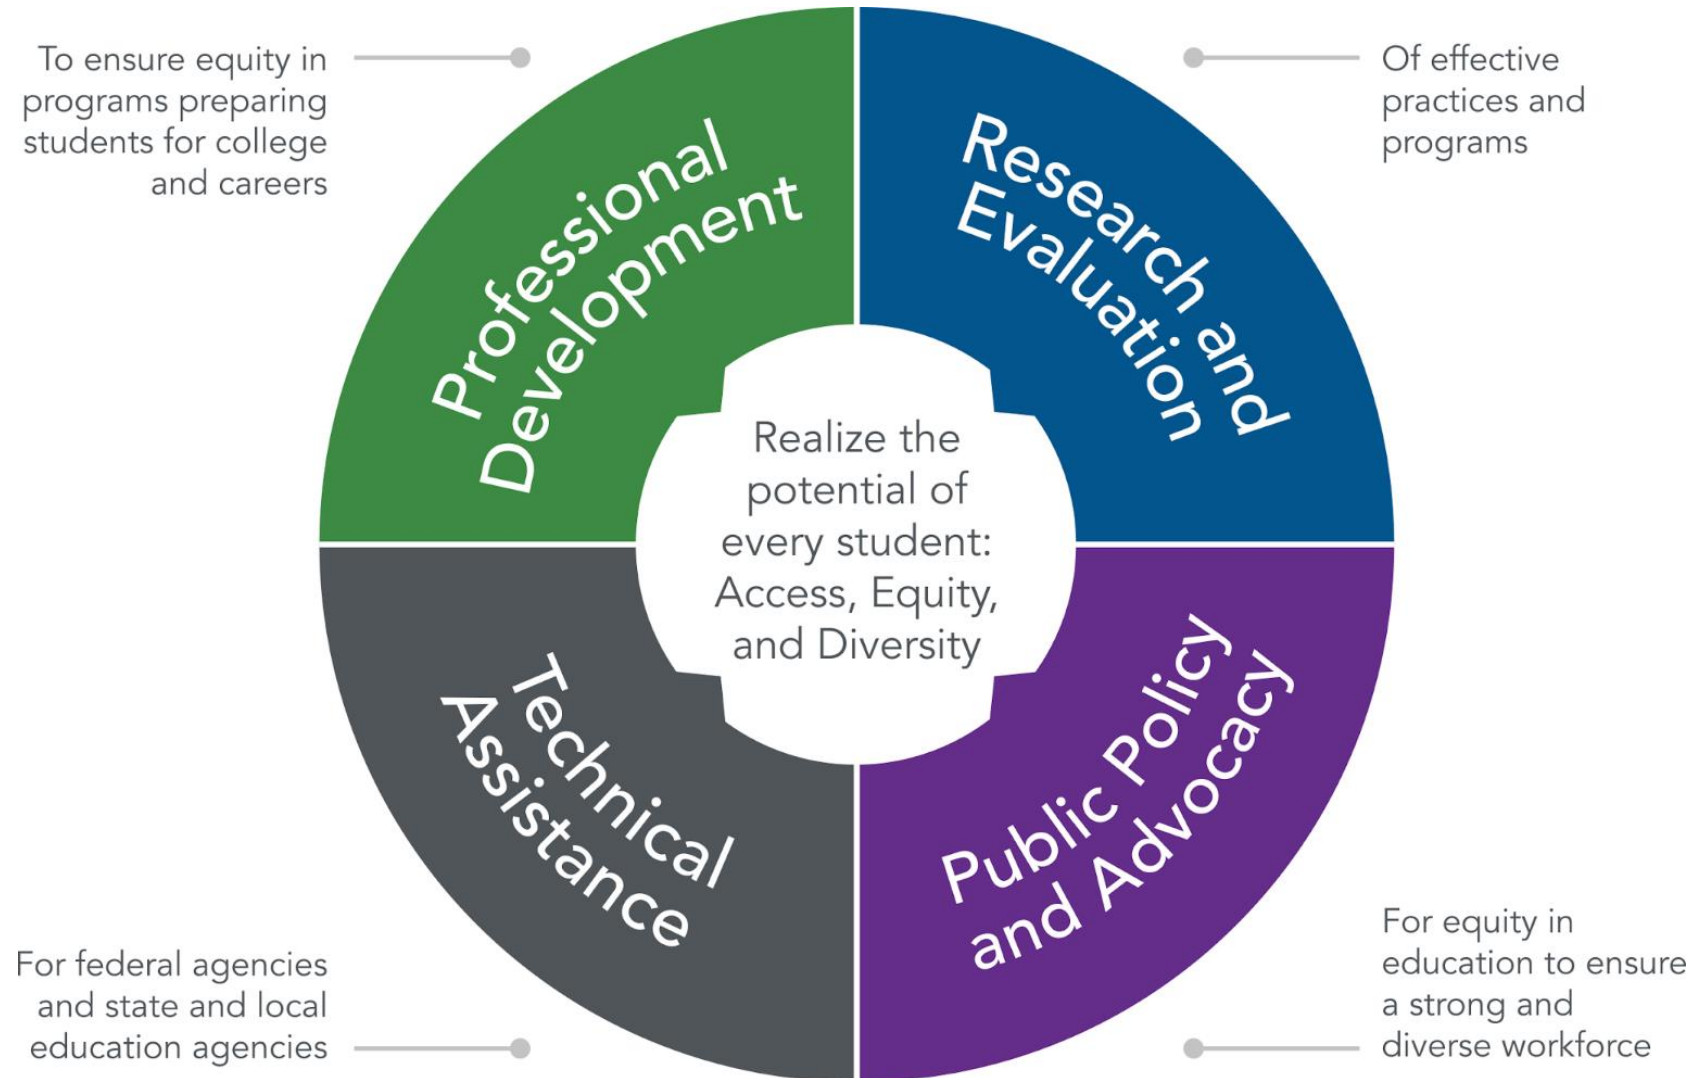 To ensure equity in
programs preparing
students for college
and careers
Professional
Development
Of effective
practices and
programs
Research and
Evaluation
Realize the
potential of
every student:
Access, Equity,
and Diversity
Technical
Assistance
For federal agencies
and state and local
education agencies
Public Policy
and Advocacy
For equity in
education to ensure
a strong and
diverse workforce